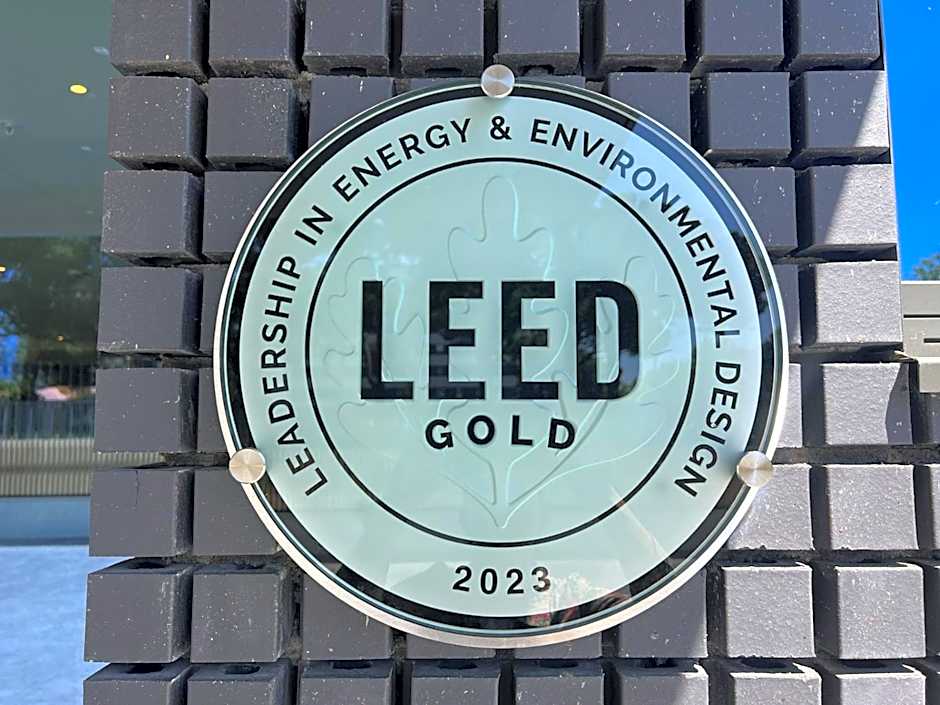 LEADERSHIP IN ENERGY & ENVIRONMENTAL DESIGN
LEED
GOLD
2023